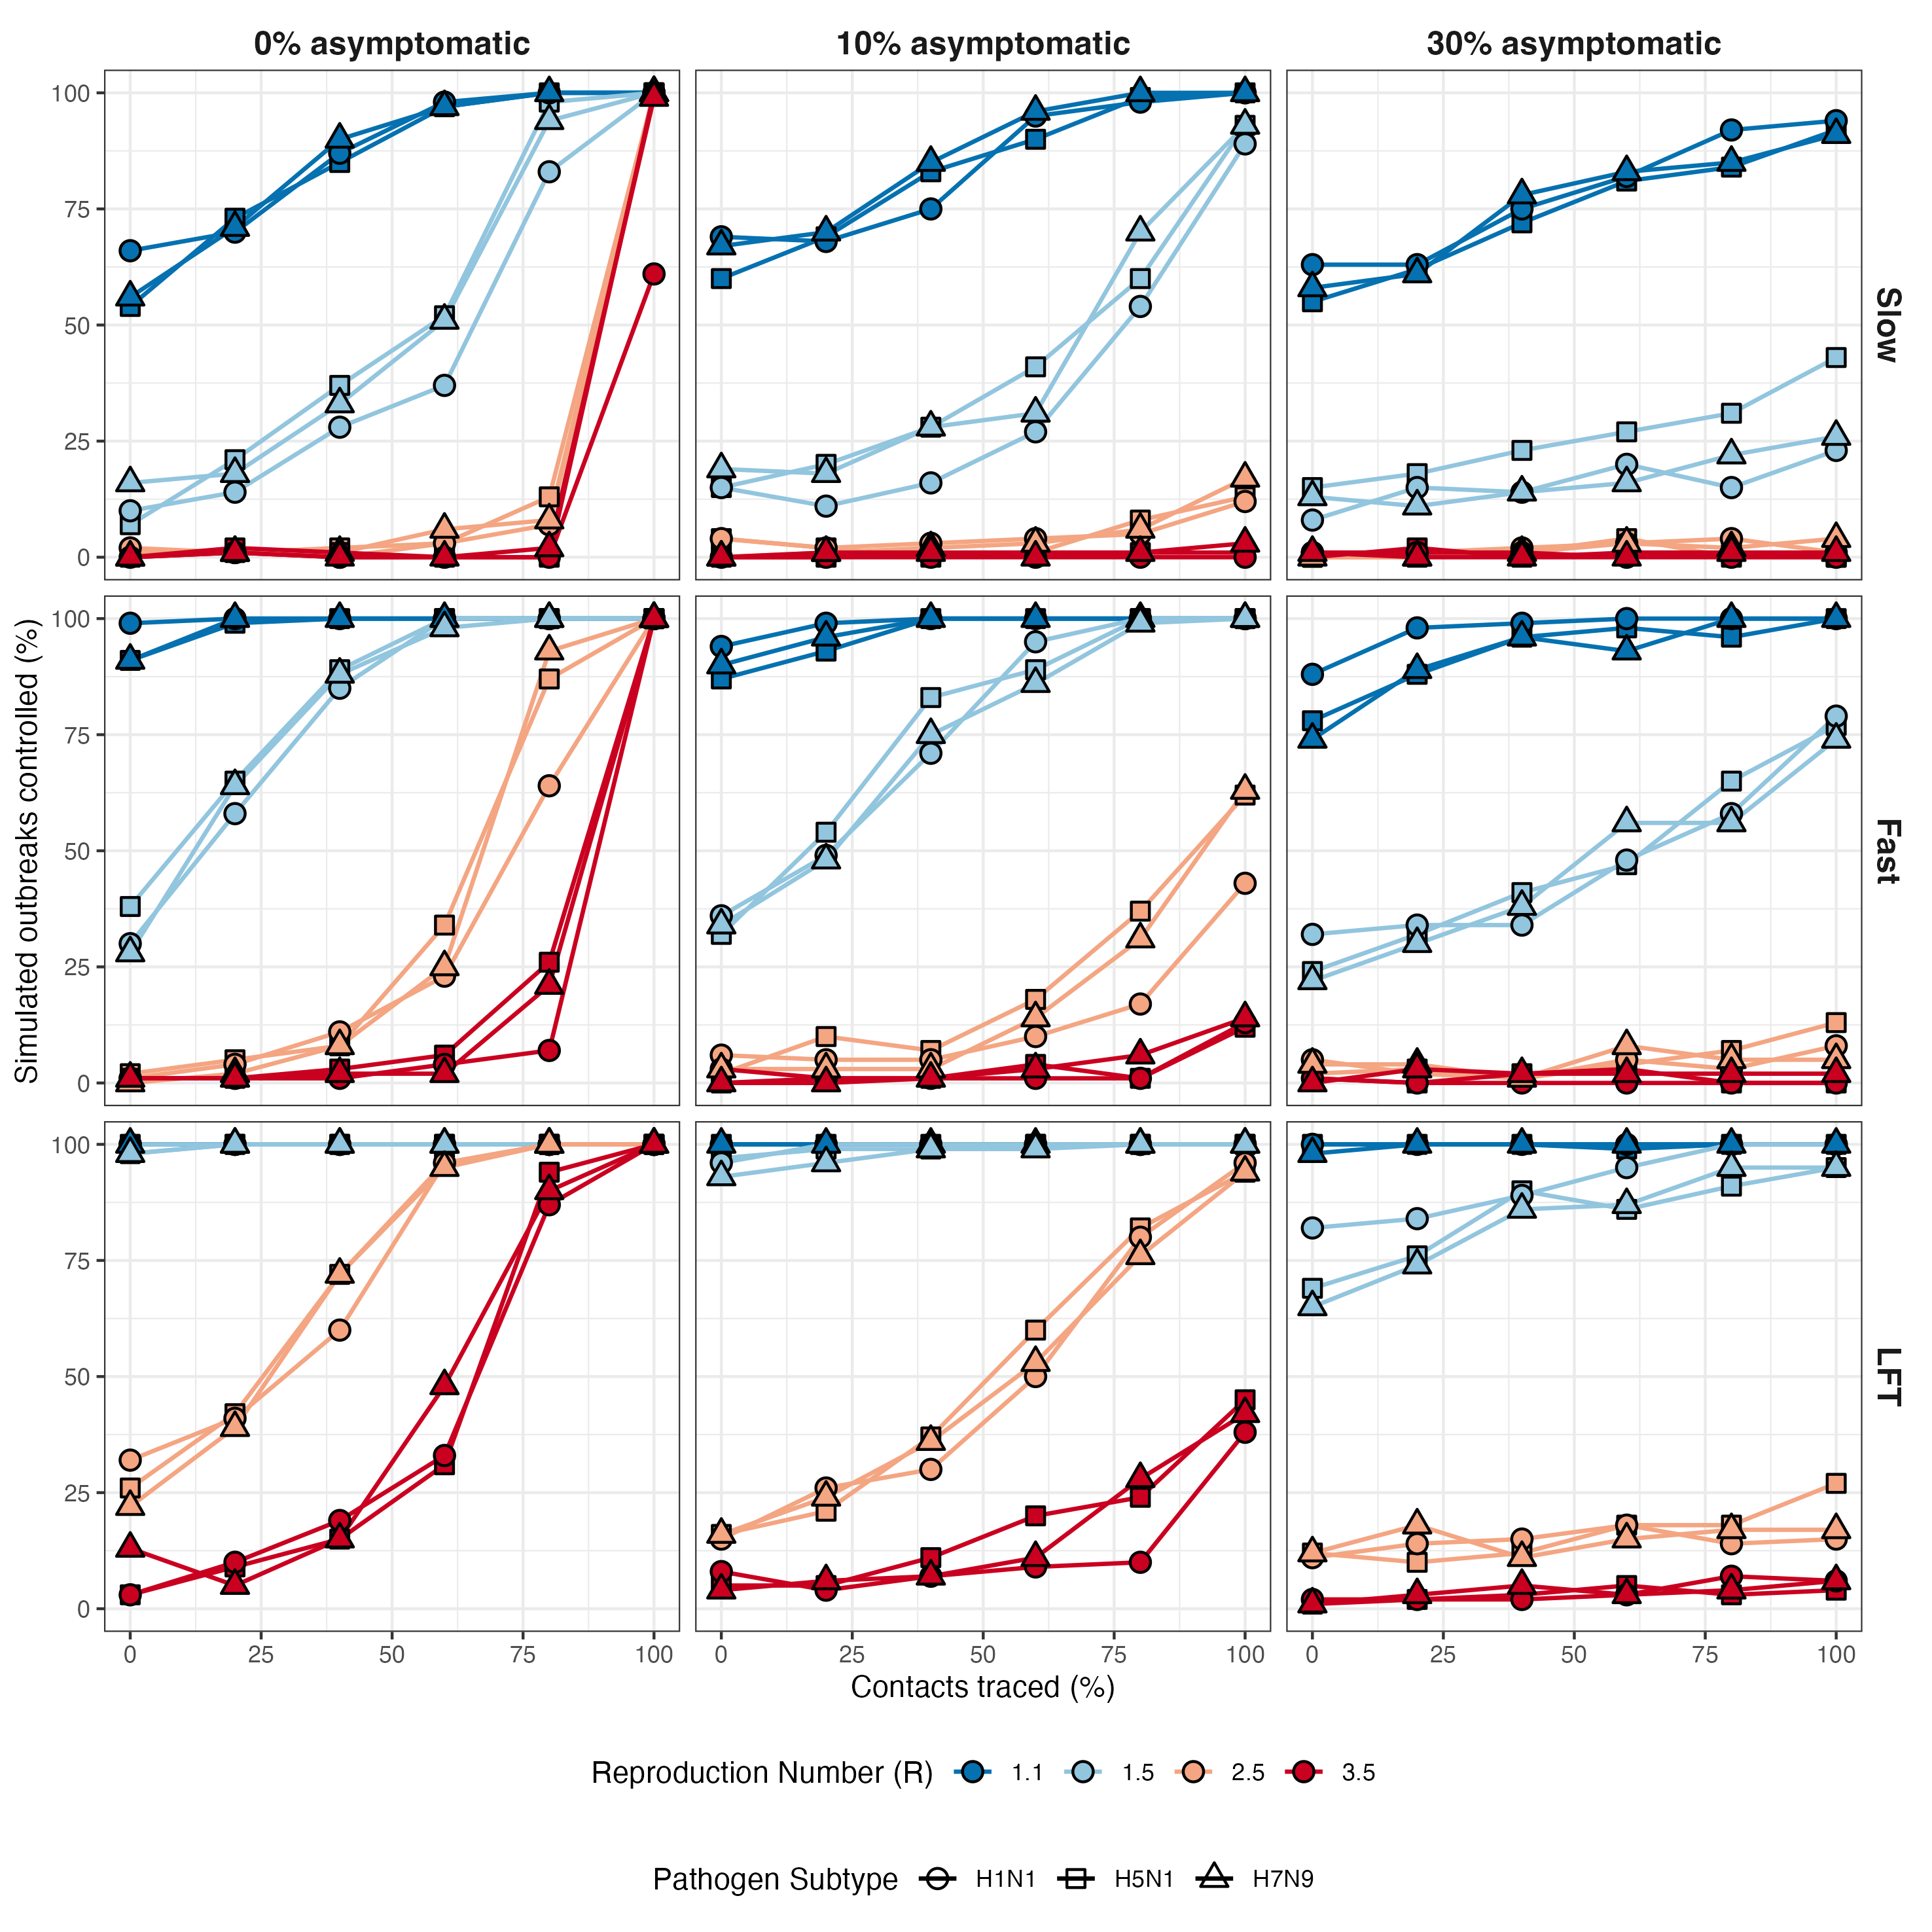 0% asymptomatic 10% asymptomatic 30% asymptomatic
100
75
50
25
0
Slow
100
75
50
25
0
Fast
Simulated outbreaks controlled (%)
100
75
50
25
0
LFT
0 25 50 75 100 0 25 50 75 100 0 25 50 75 100
Contacts traced (%)
Reproduction Number (R) 1.1 1.5 2.5 3.5
Pathogen Subtype H1N1 H5N1 H7N9